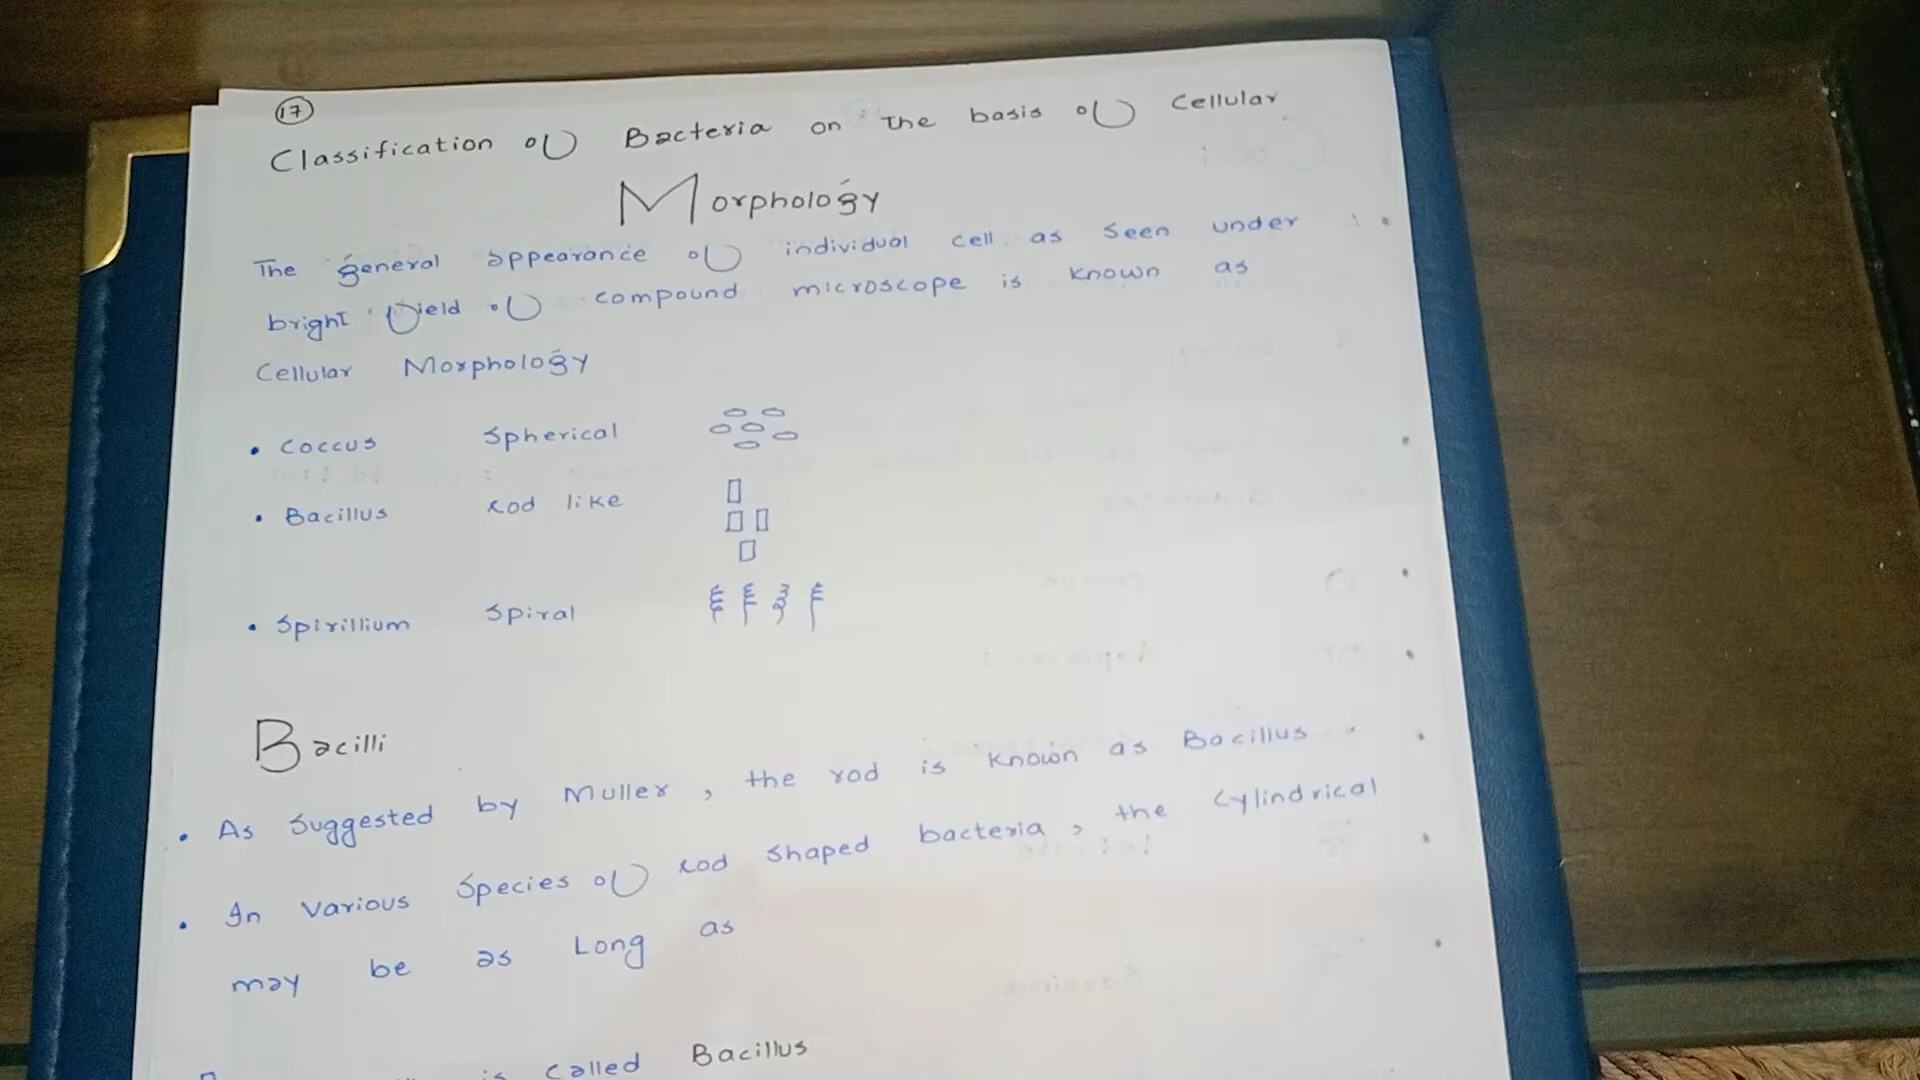 17
Classification of Bacteria on the basis of Cellular
Morphology
The general appearance of individual cell as seen under
bright field of compound microscope is known as
Cellular Morphology
• Coccus Spherical
• Bacillus rod like
• Spirillium Spiral
Bacilli
• As suggested by Muller, the rod is known as Bacillus
• In various species of rod shaped bacteria, the cylindrical
may be as Long as
is called Bacillus